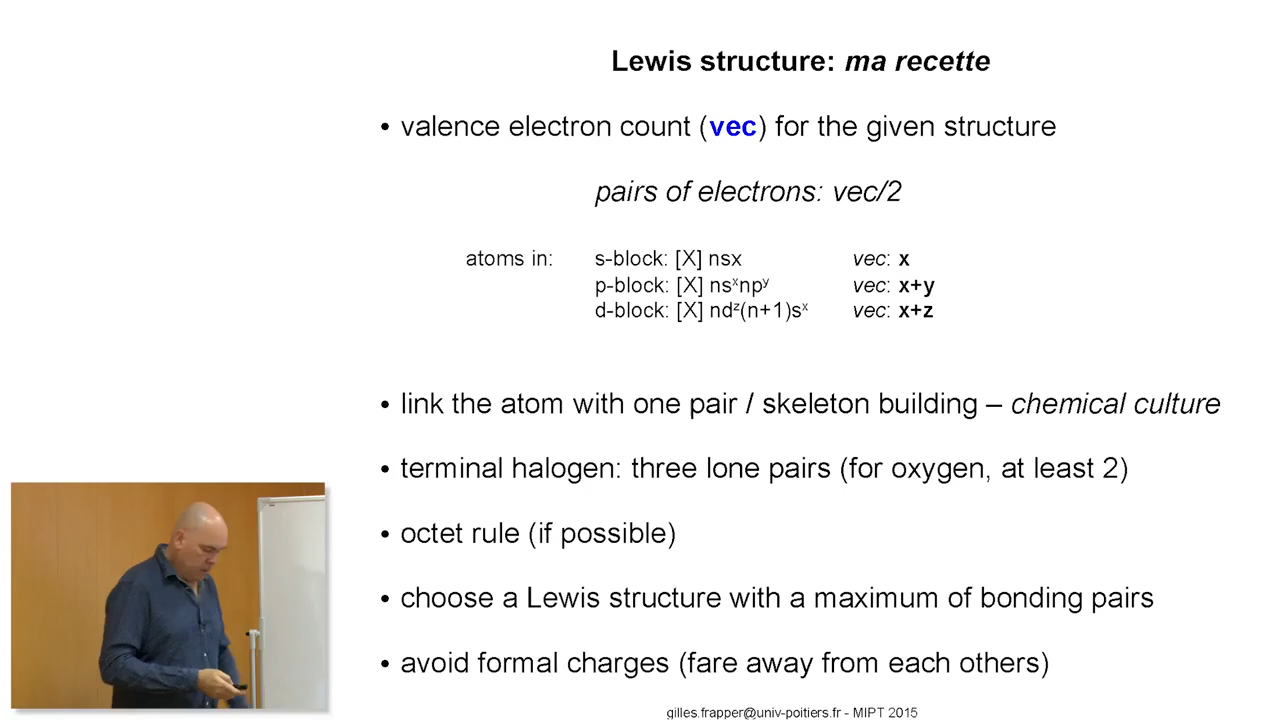 Lewis structure: ma recette
• valence electron count (vec) for the given structure
pairs of electrons: vec/2
atoms in: s-block: [X] nsx vec: x
p-block: [X] nsˣnpʸ vec: x+y
d-block: [X] ndᶻ(n+1)sˣ vec: x+z
• link the atom with one pair / skeleton building – chemical culture
• terminal halogen: three lone pairs (for oxygen, at least 2)
• octet rule (if possible)
• choose a Lewis structure with a maximum of bonding pairs
• avoid formal charges (fare away from each others)
gilles.frapper@univ-poitiers.fr - MIPT 2015